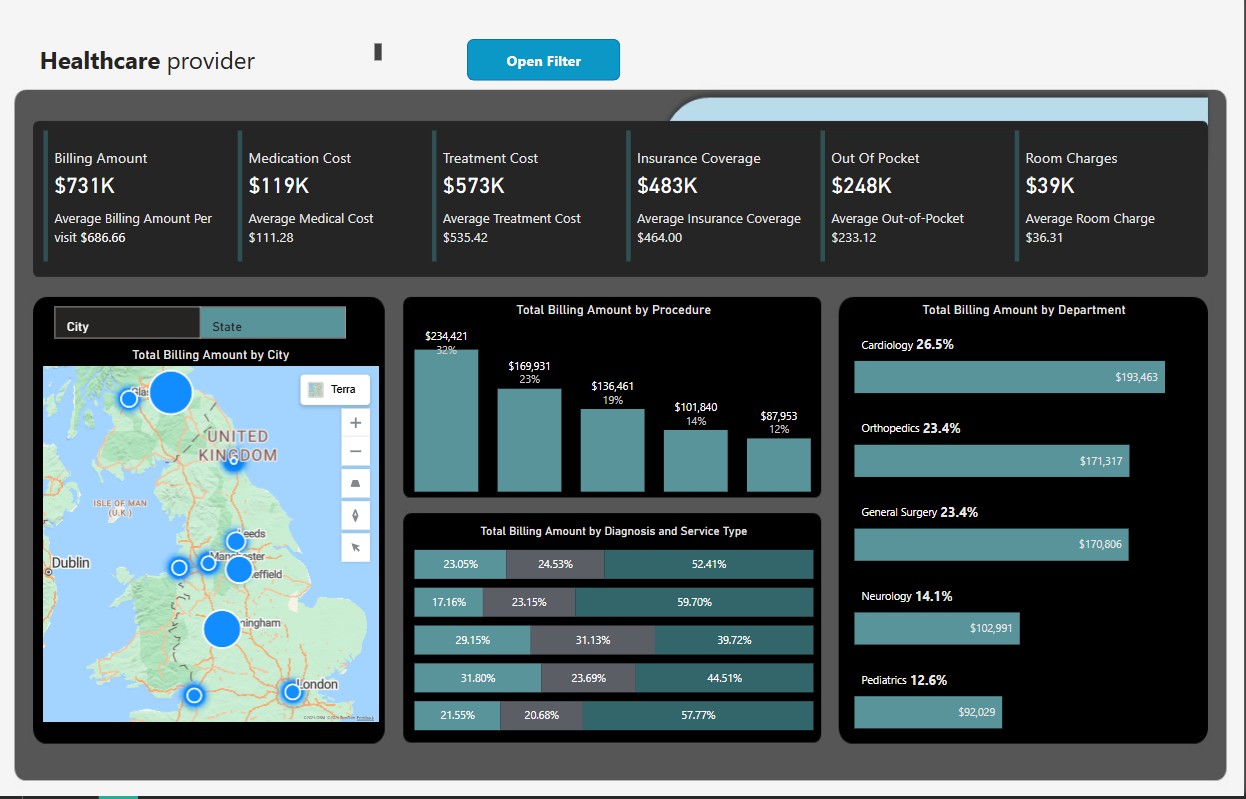 Healthcare provider
Open Filter
Billing Amount
$731K
Average Billing Amount Per
visit $686.66
Medication Cost
$119K
Average Medical Cost
$111.28
Treatment Cost
$573K
Average Treatment Cost
$535.42
Insurance Coverage
$483K
Average Insurance Coverage
$464.00
Out Of Pocket
$248K
Average Out-of-Pocket
$233.12
Room Charges
$39K
Average Room Charge
$36.31
City
State
Total Billing Amount by City
Terra
UNITED
KINGDOM
ISLE OF MAN
(U.K.)
Dublin
London
Total Billing Amount by Procedure
$234,421
32%
$169,931
23%
$136,461
19%
$101,840
14%
$87,953
12%
Total Billing Amount by Diagnosis and Service Type
23.05% 24.53% 52.41%
17.16% 23.15% 59.70%
29.15% 31.13% 39.72%
31.80% 23.69% 44.51%
21.55% 20.68% 57.77%
Total Billing Amount by Department
Cardiology 26.5%
$193,463
Orthopedics 23.4%
$171,317
General Surgery 23.4%
$170,806
Neurology 14.1%
$102,991
Pediatrics 12.6%
$92,029